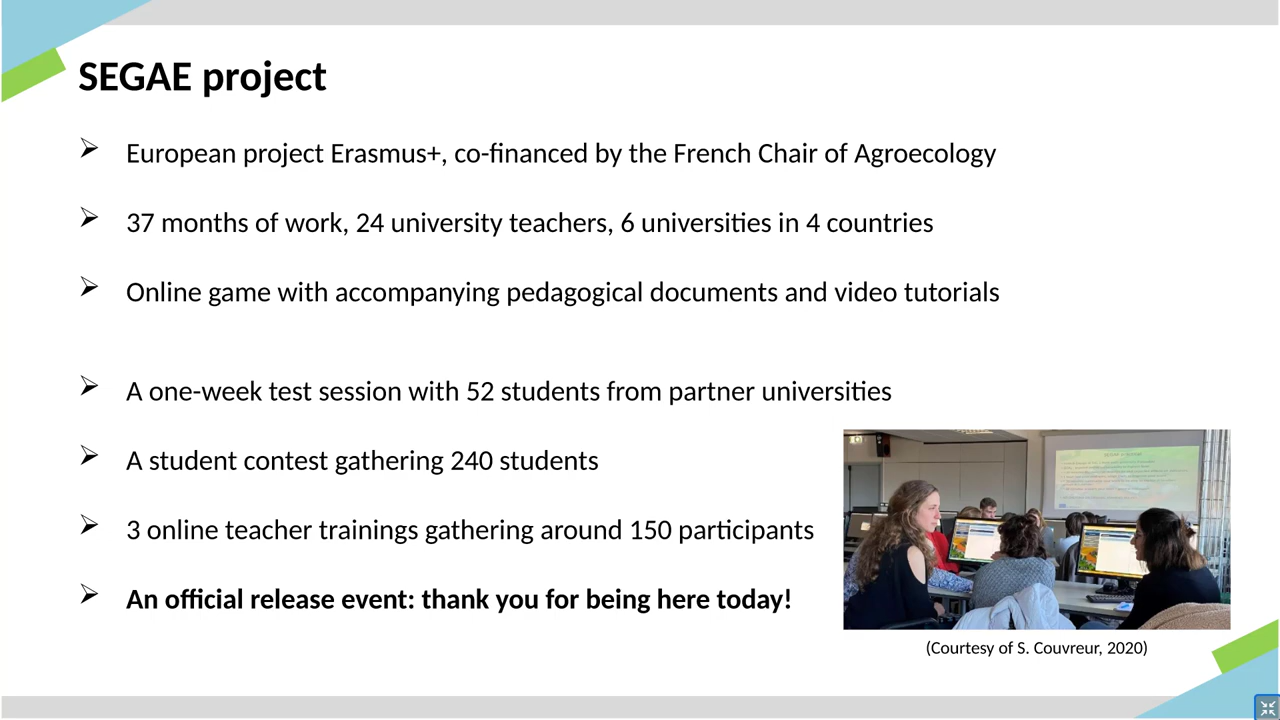 SEGAE project
European project Erasmus+, co-financed by the French Chair of Agroecology
37 months of work, 24 university teachers, 6 universities in 4 countries
Online game with accompanying pedagogical documents and video tutorials
A one-week test session with 52 students from partner universities
A student contest gathering 240 students
3 online teacher trainings gathering around 150 participants
An official release event: thank you for being here today!
(Courtesy of S. Couvreur, 2020)